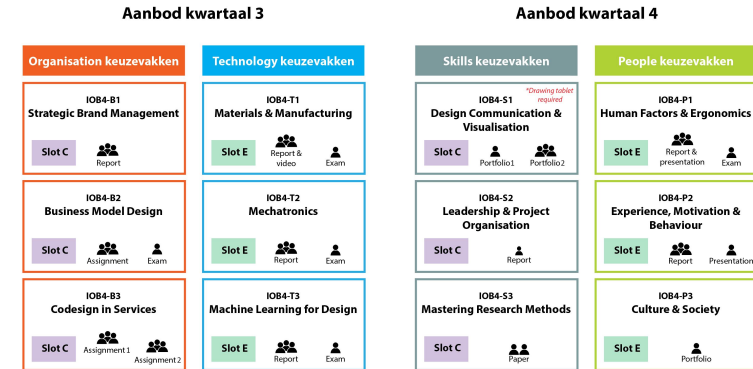 Aanbod kwartaal 3
Organisation keuzevakken
IOB4-B1
Strategic Brand Management
Slot C
Report
IOB4-B2
Business Model Design
Slot C
Assignment
Exam
IOB4-B3
Codesign in Services
Slot C
Assignment 1
Assignment 2
Technology keuzevakken
IOB4-T1
Materials & Manufacturing
Slot E
Report &
video
Exam
IOB4-T2
Mechatronics
Slot E
Report
Exam
IOB4-T3
Machine Learning for Design
Slot E
Report
Exam
Aanbod kwartaal 4
Skills keuzevakken
*Drawing tablet
required
IOB4-S1
Design Communication &
Visualisation
Slot C
Portfolio1
Portfolio2
IOB4-S2
Leadership & Project
Organisation
Slot C
Report
IOB4-S3
Mastering Research Methods
Slot C
Paper
People keuzevakken
IOB4-P1
Human Factors & Ergonomics
Slot E
Report &
presentation
Exam
IOB4-P2
Experience, Motivation &
Behaviour
Slot E
Report
Presentation
IOB4-P3
Culture & Society
Slot E
Portfolio